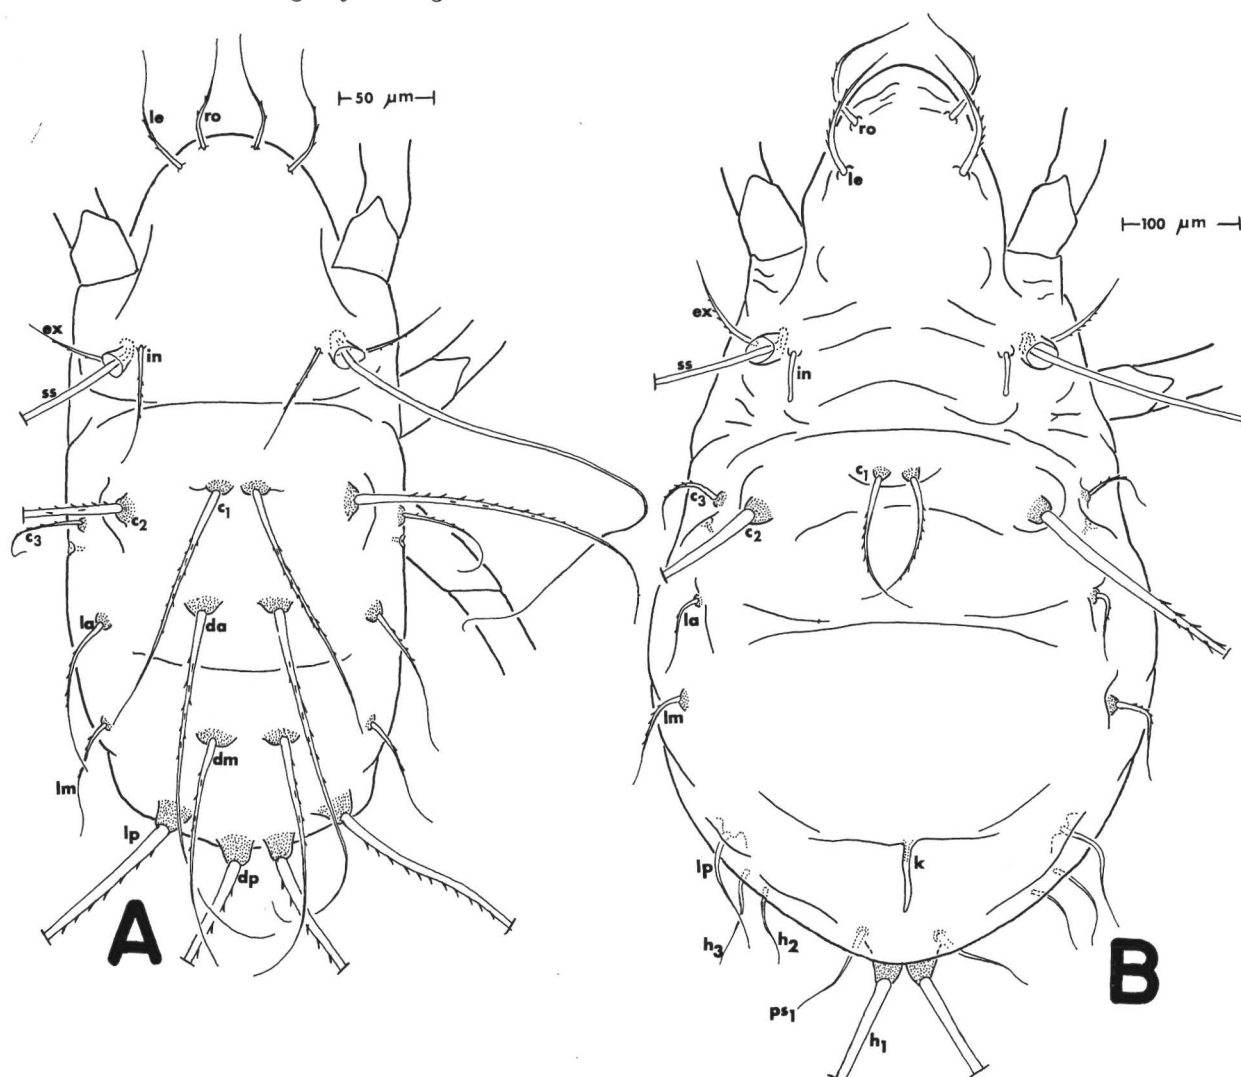 le
ro
50 µm
ex
in
ss
c1
c2
c3
la
da
dm
lm
lp
dp
A
ro
le
100 µm
ex
ss
in
c1
c3
c2
la
lm
lp
k
h3
h2
ps1
h1
B